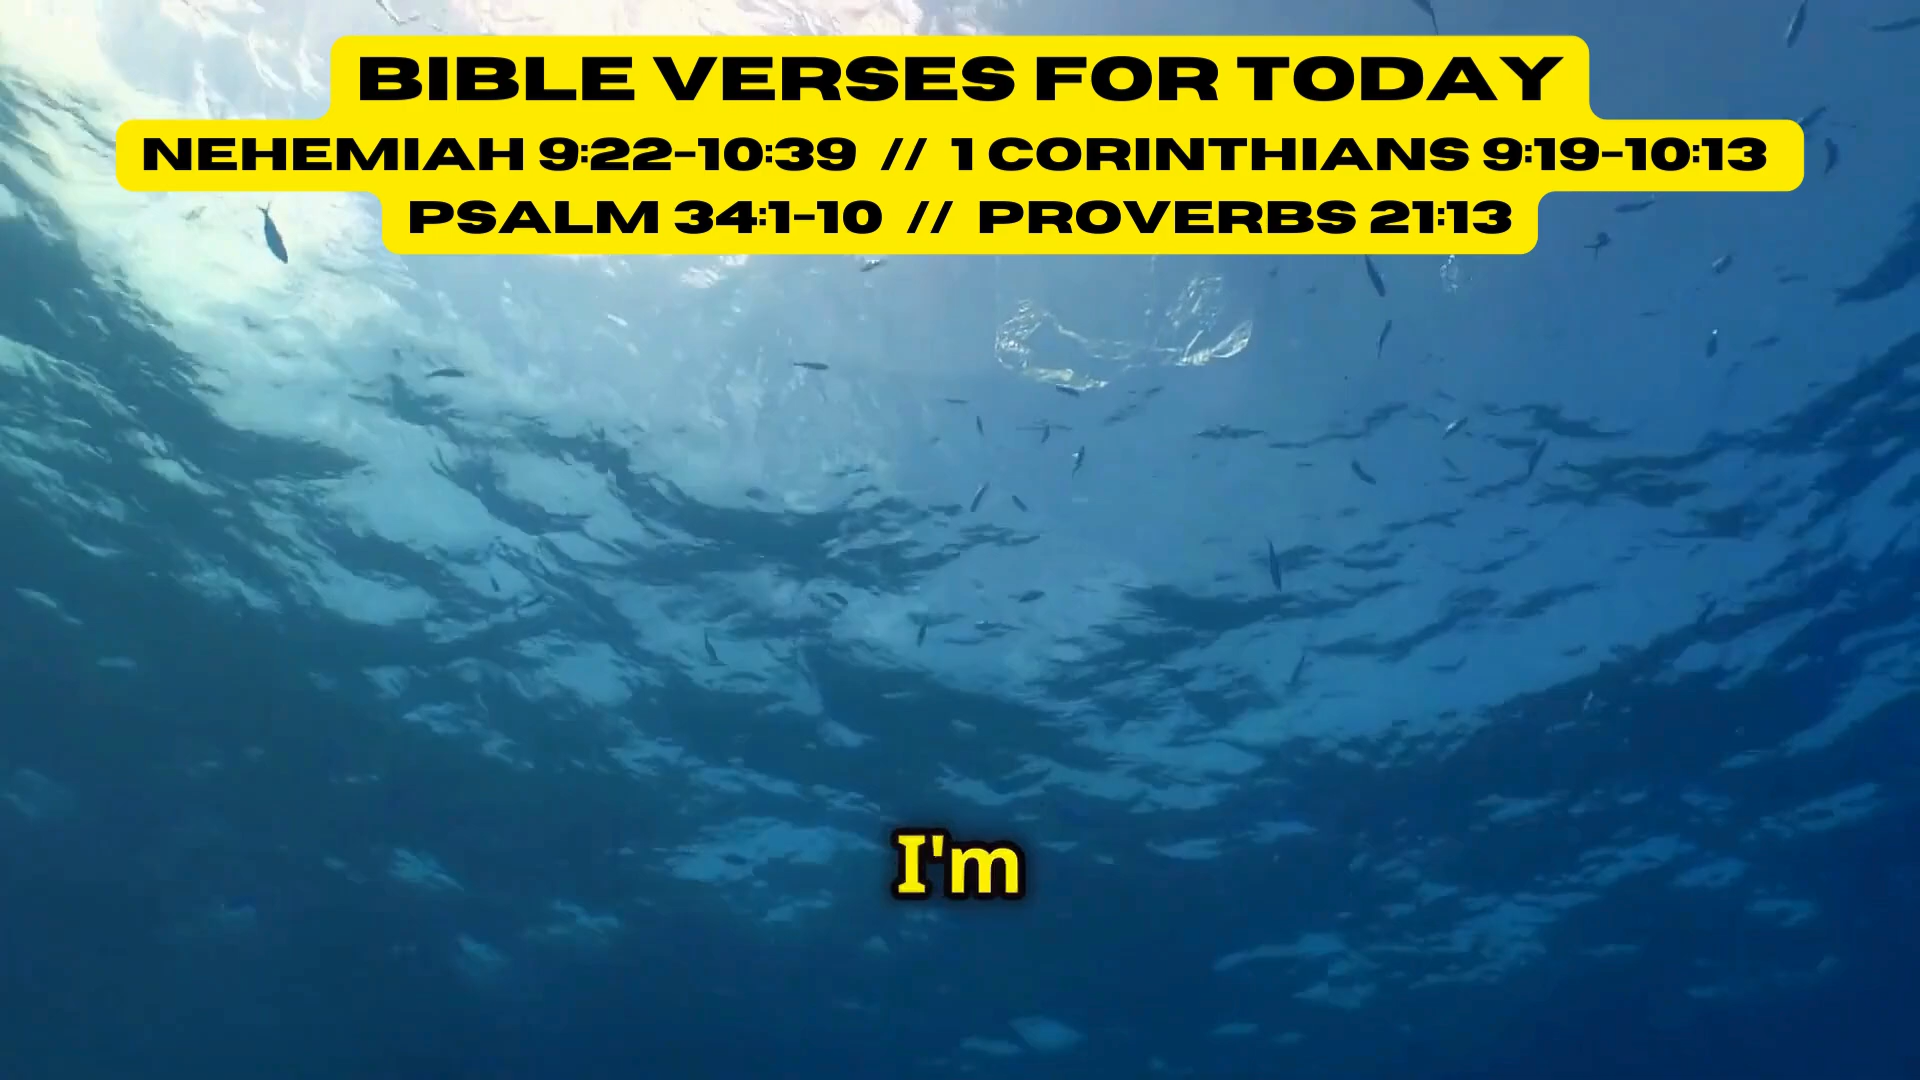 BIBLE VERSES FOR TODAY
NEHEMIAH 9:22-10:39 // 1 CORINTHIANS 9:19-10:13
PSALM 34:1-10 // PROVERBS 21:13
I'm